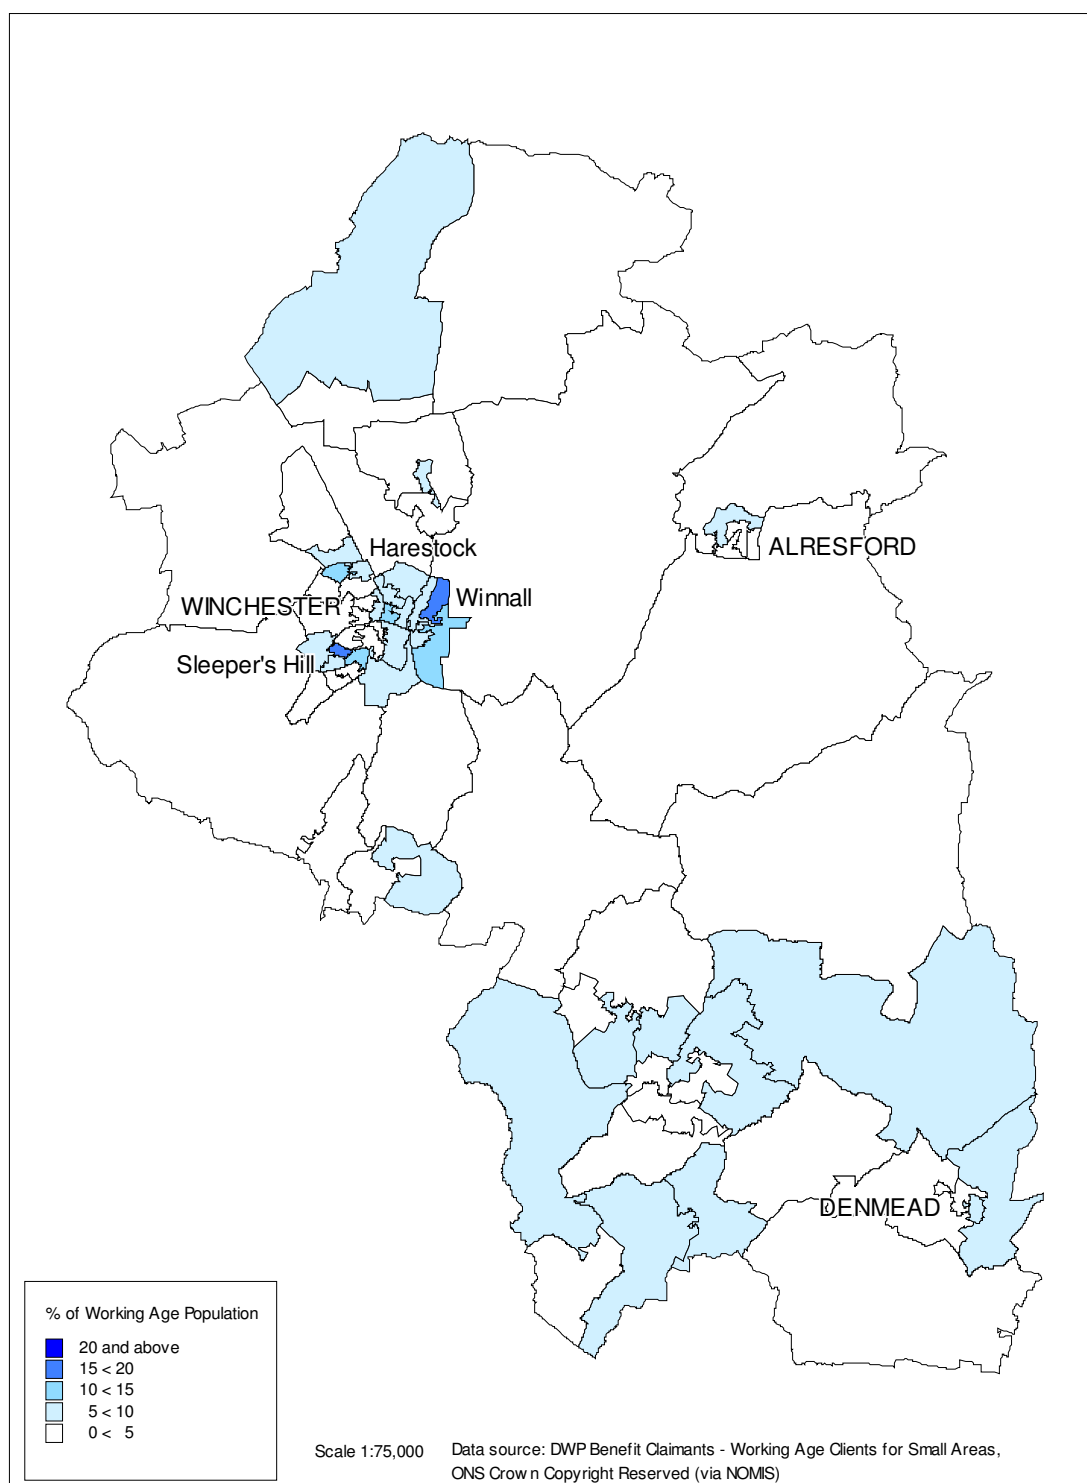 Harestock
ALRESFORD
WINCHESTER
Winnall
Sleeper's Hill
DENMEAD
% of Working Age Population
20 and above
15 < 20
10 < 15
5 < 10
0 < 5
Scale 1:75,000
Data source: DWP Benefit Claimants - Working Age Clients for Small Areas,
ONS Crown Copyright Reserved (via NOMIS)